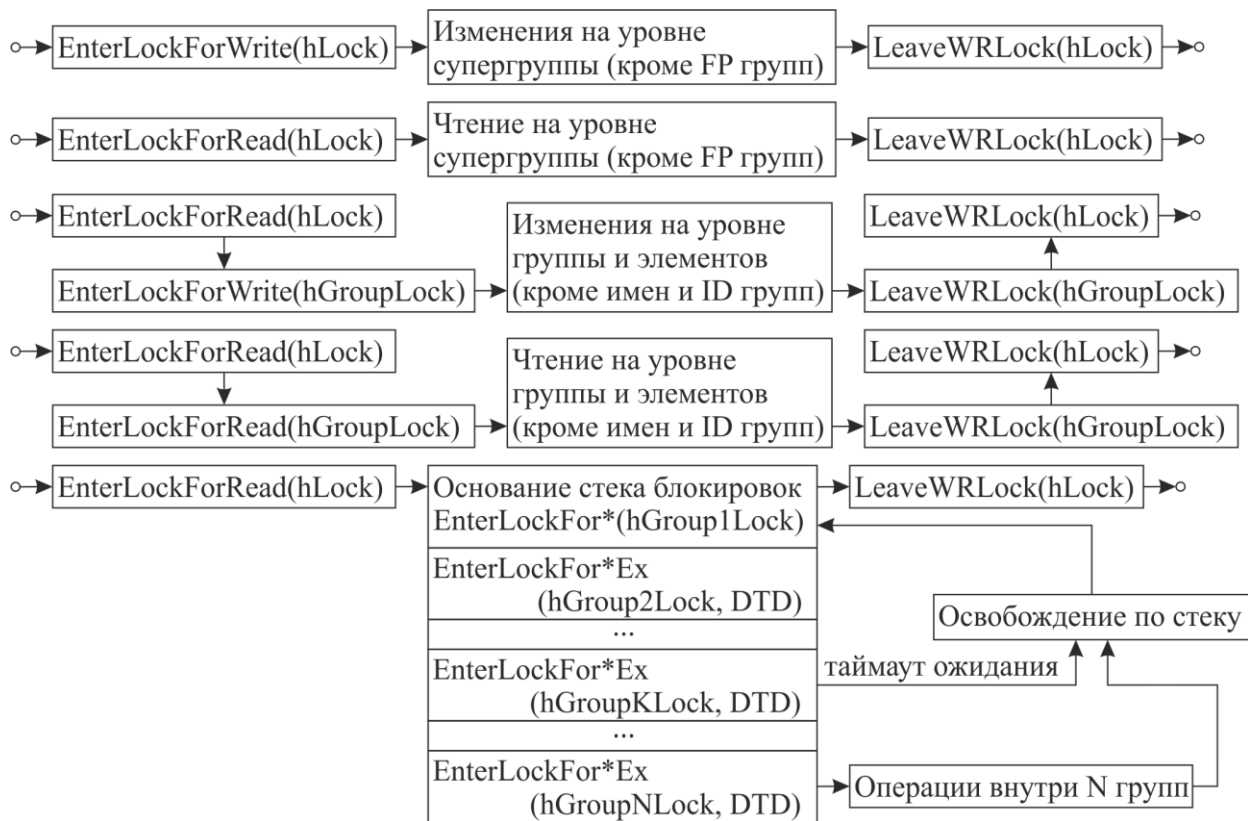 EnterLockForWrite(hLock)
Изменения на уровне
супергруппы (кроме FP групп)
LeaveWRLock(hLock)
EnterLockForRead(hLock)
Чтение на уровне
супергруппы (кроме FP групп)
LeaveWRLock(hLock)
EnterLockForRead(hLock)
EnterLockForWrite(hGroupLock)
Изменения на уровне
группы и элементов
(кроме имен и ID групп)
LeaveWRLock(hLock)
LeaveWRLock(hGroupLock)
EnterLockForRead(hLock)
EnterLockForRead(hGroupLock)
Чтение на уровне
группы и элементов
(кроме имен и ID групп)
LeaveWRLock(hLock)
LeaveWRLock(hGroupLock)
EnterLockForRead(hLock)
Основание стека блокировок
EnterLockFor*(hGroup1Lock)
LeaveWRLock(hLock)
EnterLockFor*Ex
(hGroup2Lock, DTD)
...
EnterLockFor*Ex
(hGroupKLock, DTD)
...
EnterLockFor*Ex
(hGroupNLock, DTD)
таймаут ожидания
Освобождение по стеку
Операции внутри N групп